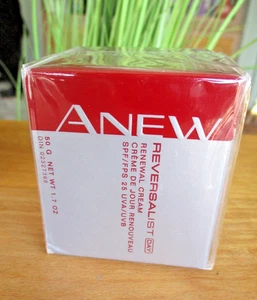 ANEW
REVERSALIST DAY
RENEWAL CREAM
CRÈME DE JOUR RENOUVEAU
SPF/FPS 25 UVA/UVB
50 G NET WT 1.7 OZ